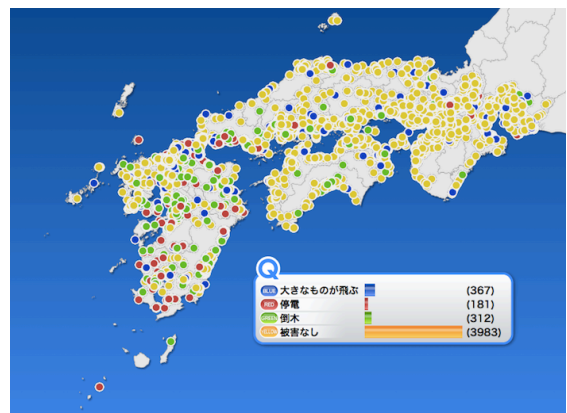 Q
BLUE 大きなものが飛ぶ (367)
RED 停電 (181)
GREEN 倒木 (312)
被害なし (3983)